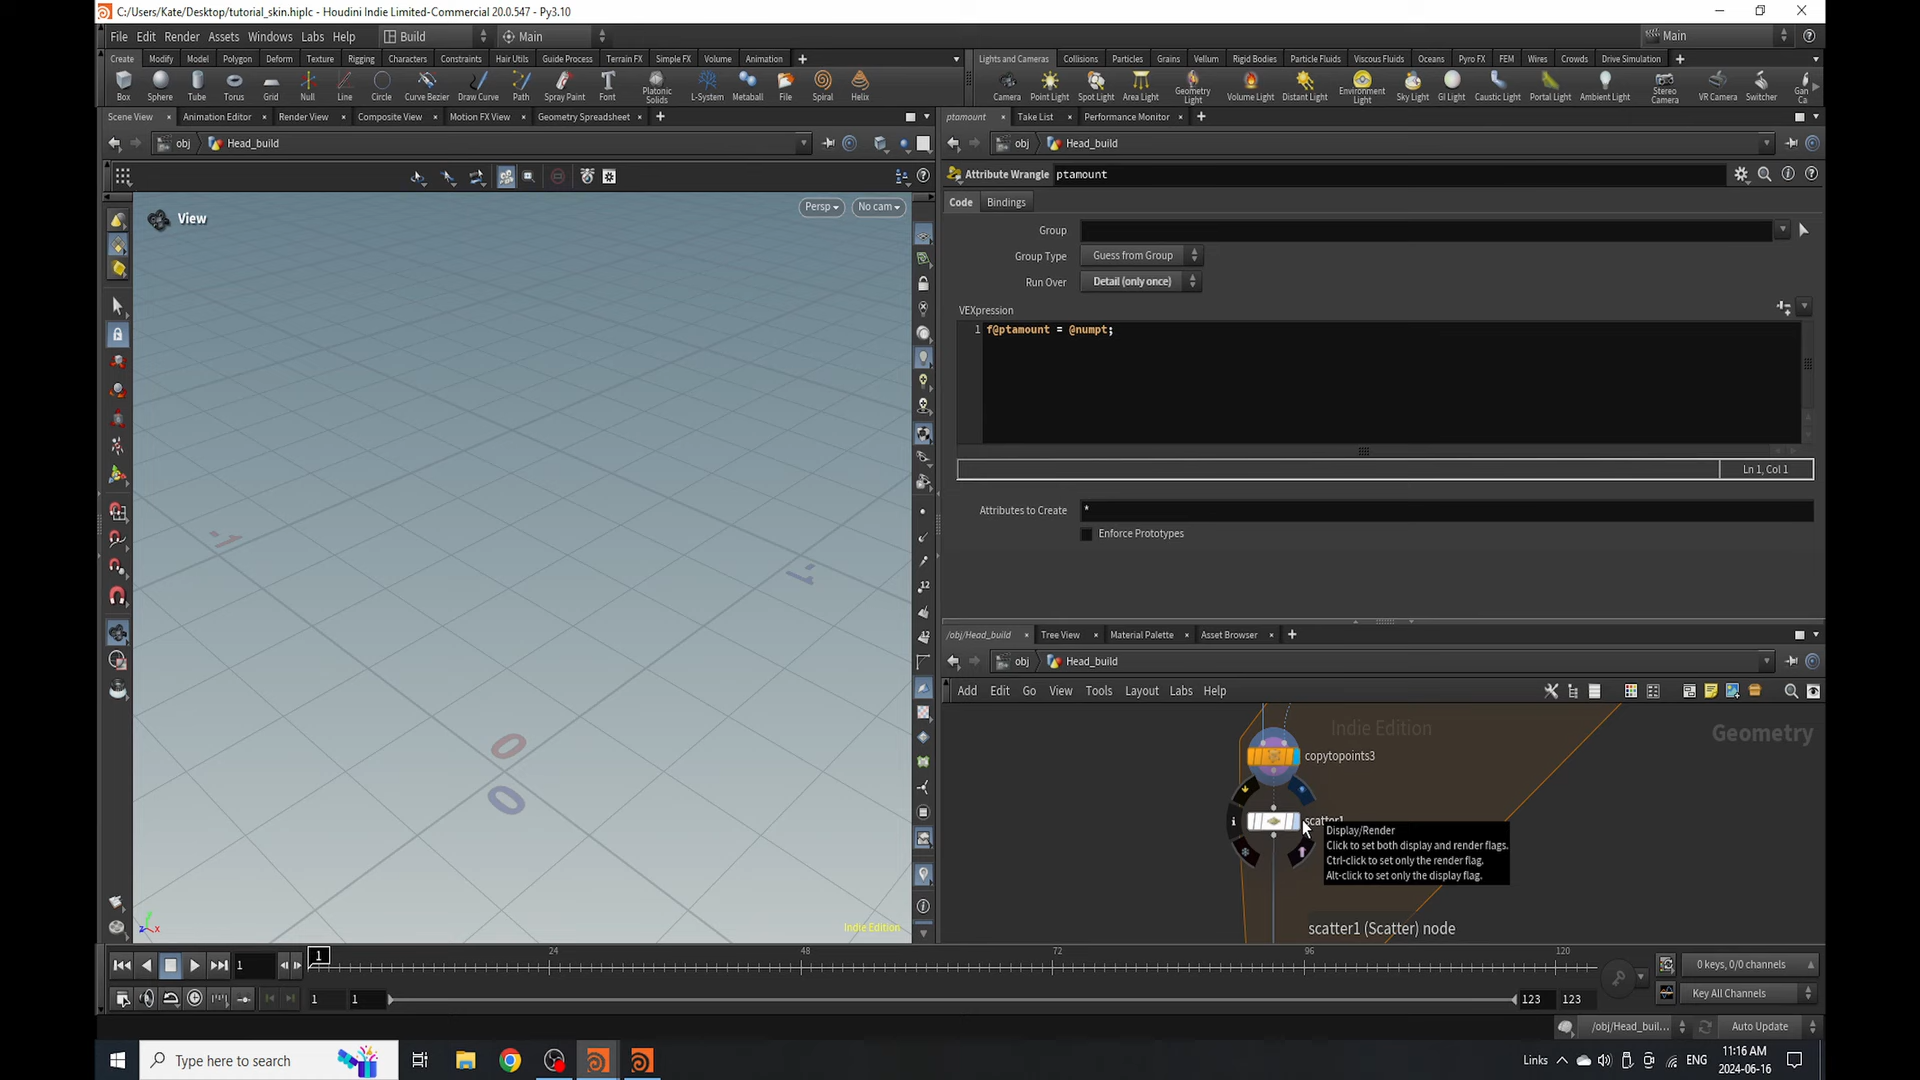 C:/Users/Kate/Desktop/tutorial_skin.hiplc - Houdini Indie Limited-Commercial 20.0.547 - Py3.10
File Edit Render Assets Windows Labs Help Build Main Main
Create Modify Model Polygon Deform Texture Rigging Characters Constraints Hair Utils Guide Process Terrain FX Simple FX Volume Animation
Lights and Cameras Collisions Particles Grains Vellum Rigid Bodies Particle Fluids Viscous Fluids Oceans Pyro FX FEM Wires Crowds Drive Simulation
Box Sphere Tube Torus Grid Null Line Circle Curve Bezier Draw Curve Path Spray Paint Font Platonic Solids L-System Metaball File Spiral Helix
Camera Point Light Spot Light Area Light Geometry Light Volume Light Distant Light Environment Light Sky Light GI Light Caustic Light Portal Light Ambient Light Stereo Camera VR Camera Switcher Gan Ca
Scene View Animation Editor Render View Composite View Motion FX View Geometry Spreadsheet
ptamount Take List Performance Monitor
obj Head_build
obj Head_build
Attribute Wrangle ptamount
Code Bindings
View
Persp No cam
Group
Group Type Guess from Group
Run Over Detail (only once)
VEXpression
1 f@ptamount = @numpt;
Ln 1, Col 1
Attributes to Create *
Enforce Prototypes
/obj/Head_build Tree View Material Palette Asset Browser
obj Head_build
Add Edit Go View Tools Layout Labs Help
Indie Edition
Geometry
copytopoints3
scatter1
Display/Render
Click to set both display and render flags.
Ctrl-click to set only the render flag.
Alt-click to set only the display flag.
scatter1 (Scatter) node
-1
-1
0
0
12
12
z x
Indie Edition
1 24 48 72 96 120
1
0 keys, 0/0 channels
1 1 123 123
Key All Channels
/obj/Head_buil... Auto Update
Type here to search
Links ENG
11:16 AM
2024-06-16